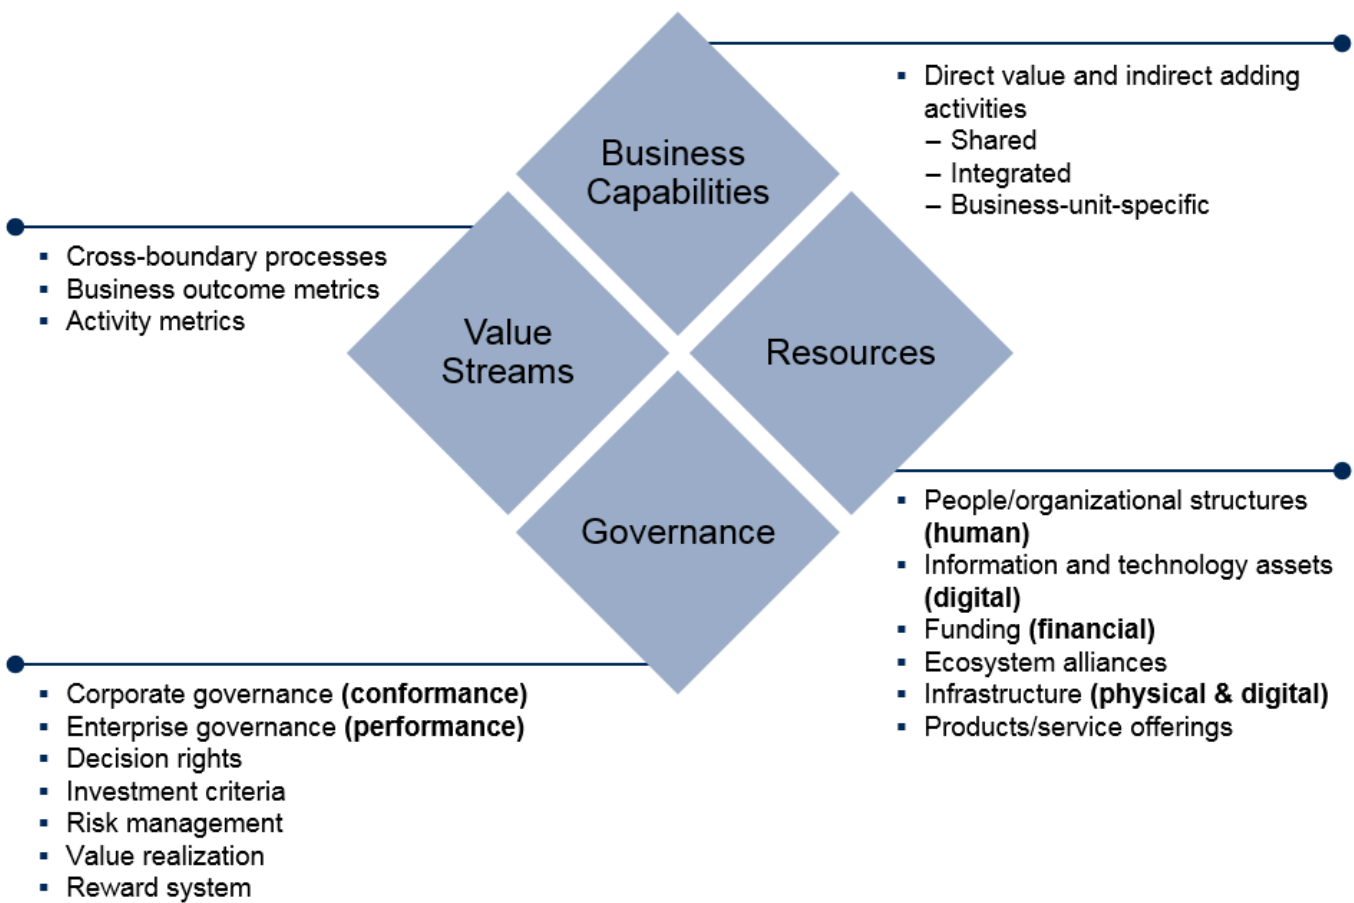 Business
Capabilities
▪ Direct value and indirect adding
activities
– Shared
– Integrated
– Business-unit-specific
▪ Cross-boundary processes
▪ Business outcome metrics
▪ Activity metrics
Value
Streams
Resources
▪ People/organizational structures
(human)
▪ Information and technology assets
(digital)
▪ Funding (financial)
▪ Ecosystem alliances
▪ Infrastructure (physical & digital)
▪ Products/service offerings
Governance
▪ Corporate governance (conformance)
▪ Enterprise governance (performance)
▪ Decision rights
▪ Investment criteria
▪ Risk management
▪ Value realization
▪ Reward system